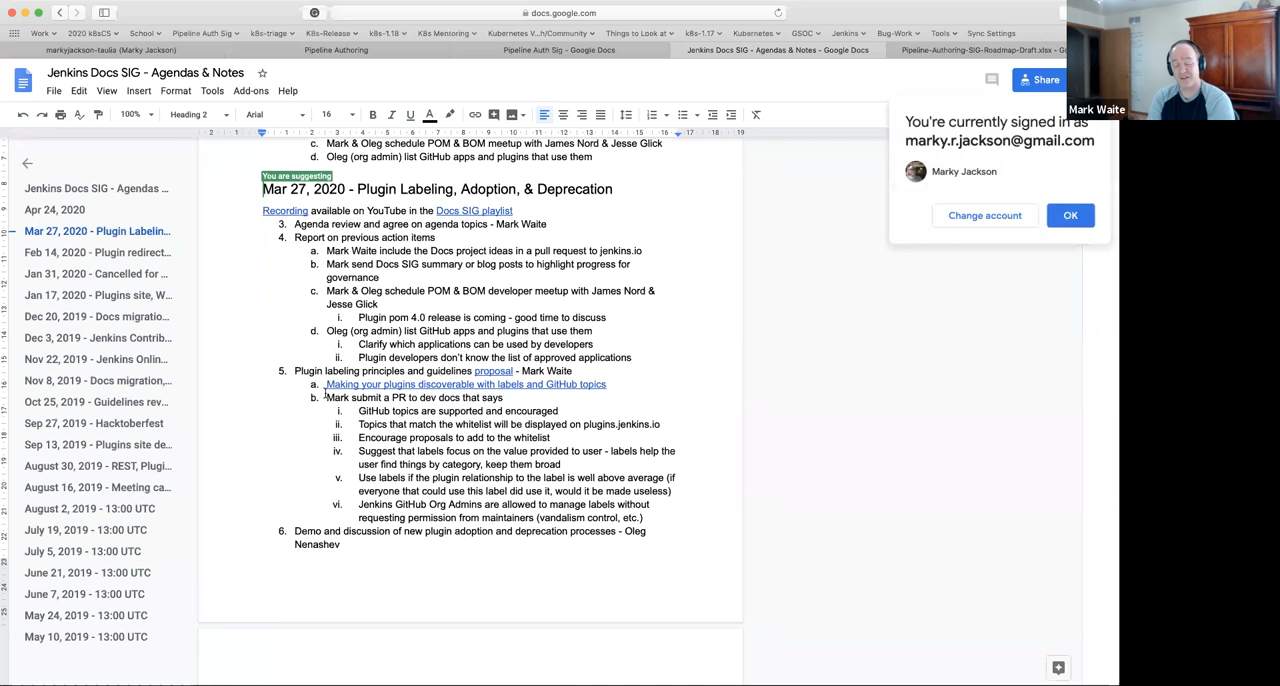 docs.google.com
Work
2020 k8sCS
School
Pipeline Auth Sig
k8s-triage
K8s-Release
k8s-1.18
K8 Mentoring
Kubernetes V...h/Community
Things to Look at
k8s-1.17
Kubernetes
GSOC
Jenkins
Bug-Work
Tools
Sync Settings
markyjackson-taulia (Marky Jackson)
Pipeline Authoring
Pipeline Auth Sig - Google Docs
Jenkins Docs SIG - Agendas & Notes - Google Docs
Pipeline-Authoring-SIG-Roadmap-Draft.xlsx - Go
Jenkins Docs SIG - Agendas & Notes
File Edit View Insert Format Tools Add-ons Help
Share
100% Heading 2 Arial 16
2 1 1 2 3 4 5 6 7 8 9 10 11 12 13 14 15 16 17 18 19
Mark Waite
You're currently signed in as
marky.r.jackson@gmail.com
Marky Jackson
Change account OK
Jenkins Docs SIG - Agendas ...
Apr 24, 2020
Mar 27, 2020 - Plugin Labelin...
Feb 14, 2020 - Plugin redirect...
Jan 31, 2020 - Cancelled for ...
Jan 17, 2020 - Plugins site, W...
Dec 20, 2019 - Docs migratio...
Dec 3, 2019 - Jenkins Contrib...
Nov 22, 2019 - Jenkins Onlin...
Nov 8, 2019 - Docs migration,...
Oct 25, 2019 - Guidelines rev...
Sep 27, 2019 - Hacktoberfest
Sep 13, 2019 - Plugins site de...
August 30, 2019 - REST, Plugi...
August 16, 2019 - Meeting ca...
August 2, 2019 - 13:00 UTC
July 19, 2019 - 13:00 UTC
July 5, 2019 - 13:00 UTC
June 21, 2019 - 13:00 UTC
June 7, 2019 - 13:00 UTC
May 24, 2019 - 13:00 UTC
May 10, 2019 - 13:00 UTC
c. Mark & Oleg schedule POM & BOM meetup with James Nord & Jesse Glick
d. Oleg (org admin) list GitHub apps and plugins that use them
You are suggesting
Mar 27, 2020 - Plugin Labeling, Adoption, & Deprecation
Recording available on YouTube in the Docs SIG playlist
3. Agenda review and agree on agenda topics - Mark Waite
4. Report on previous action items
a. Mark Waite include the Docs project ideas in a pull request to jenkins.io
b. Mark send Docs SIG summary or blog posts to highlight progress for
governance
c. Mark & Oleg schedule POM & BOM developer meetup with James Nord &
Jesse Glick
i. Plugin pom 4.0 release is coming - good time to discuss
d. Oleg (org admin) list GitHub apps and plugins that use them
i. Clarify which applications can be used by developers
ii. Plugin developers don't know the list of approved applications
5. Plugin labeling principles and guidelines proposal - Mark Waite
a. Making your plugins discoverable with labels and GitHub topics
b. Mark submit a PR to dev docs that says
i. GitHub topics are supported and encouraged
ii. Topics that match the whitelist will be displayed on plugins.jenkins.io
iii. Encourage proposals to add to the whitelist
iv. Suggest that labels focus on the value provided to user - labels help the
user find things by category, keep them broad
v. Use labels if the plugin relationship to the label is well above average (if
everyone that could use this label did use it, would it be made useless)
vi. Jenkins GitHub Org Admins are allowed to manage labels without
requesting permission from maintainers (vandalism control, etc.)
6. Demo and discussion of new plugin adoption and deprecation processes - Oleg
Nenashev